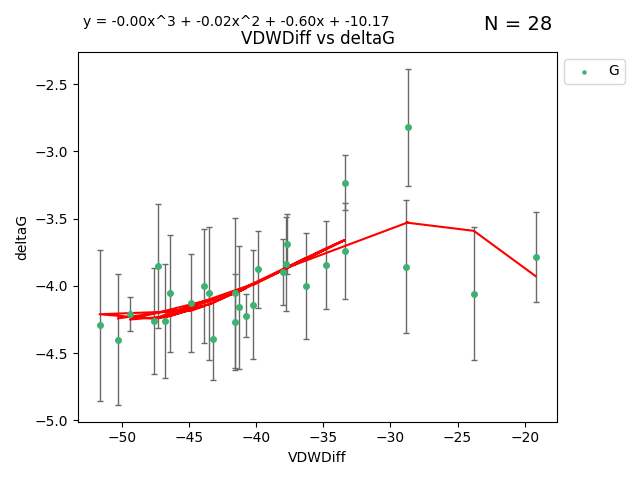 y = -0.00x^3 + -0.02x^2 + -0.60x + -10.17
N = 28
VDWDiff vs deltaG
G
deltaG
−2.5
−3.0
−3.5
−4.0
−4.5
−5.0
−50
−45
−40
−35
−30
−25
−20
VDWDiff